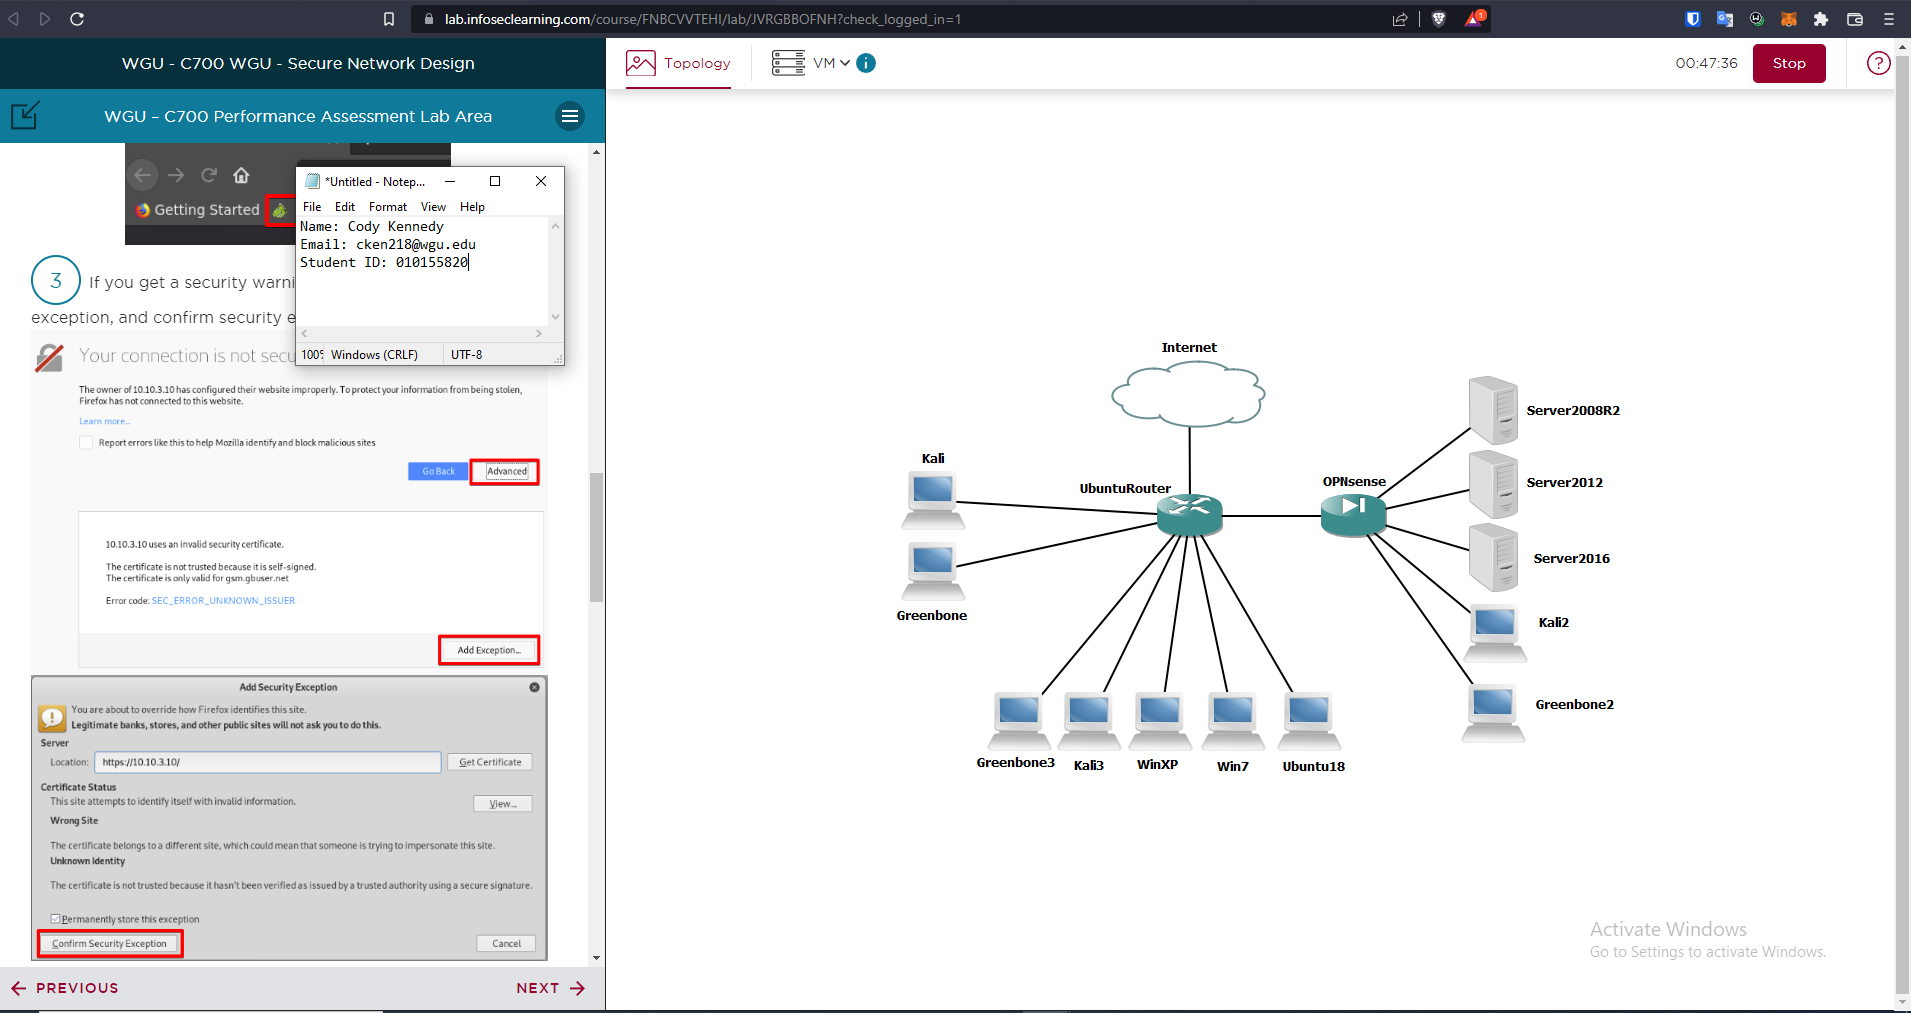 lab.infoseclearning.com/course/FNBCVVTEHI/lab/JVRGBBOFNH?check_logged_in=1
1
WGU - C700 WGU - Secure Network Design
WGU – C700 Performance Assessment Lab Area
Getting Started
*Untitled - Notep...
File Edit Format View Help
Name: Cody Kennedy
Email: cken218@wgu.edu
Student ID: 010155820
100% Windows (CRLF) UTF-8
3 If you get a security warni
exception, and confirm security e
Your connection is not secu
The owner of 10.10.3.10 has configured their website improperly. To protect your information from being stolen,
Firefox has not connected to this website.
Learn more...
Report errors like this to help Mozilla identify and block malicious sites
Go Back Advanced
10.10.3.10 uses an invalid security certificate.
The certificate is not trusted because it is self-signed.
The certificate is only valid for gsm.gbuser.net
Error code: SEC_ERROR_UNKNOWN_ISSUER
Add Exception...
Add Security Exception
You are about to override how Firefox identifies this site.
Legitimate banks, stores, and other public sites will not ask you to do this.
Server
Location: https://10.10.3.10/ Get Certificate
Certificate Status
This site attempts to identify itself with invalid information.
View...
Wrong Site
The certificate belongs to a different site, which could mean that someone is trying to impersonate this site.
Unknown Identity
The certificate is not trusted because it hasn't been verified as issued by a trusted authority using a secure signature.
Permanently store this exception
Confirm Security Exception Cancel
PREVIOUS NEXT
Topology VM i 00:47:36 Stop ?
Internet
Server2008R2
Kali
UbuntuRouter
OPNsense
Server2012
Server2016
Greenbone
Kali2
Greenbone2
Greenbone3 Kali3 WinXP Win7 Ubuntu18
Activate Windows
Go to Settings to activate Windows.